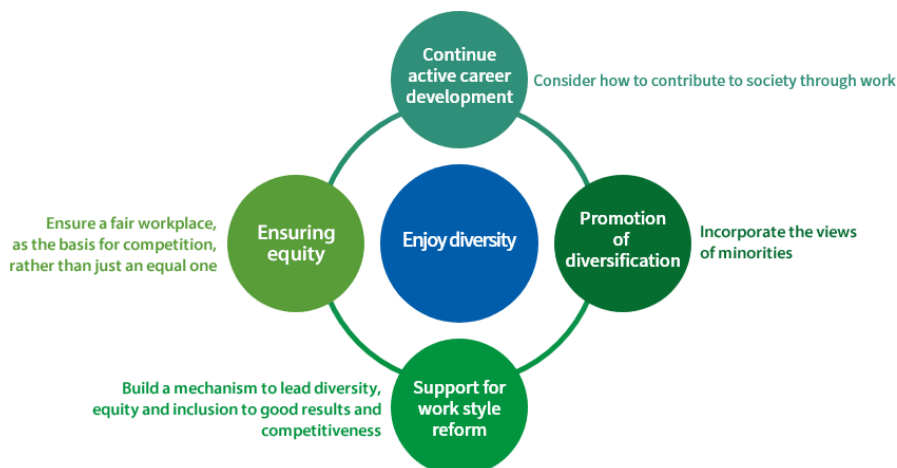 Continue
active career
development
Consider how to contribute to society through work
Ensure a fair workplace,
as the basis for competition,
rather than just an equal one
Ensuring
equity
Enjoy diversity
Promotion
of
diversification
Incorporate the views
of minorities
Build a mechanism to lead diversity,
equity and inclusion to good results and
competitiveness
Support for
work style
reform